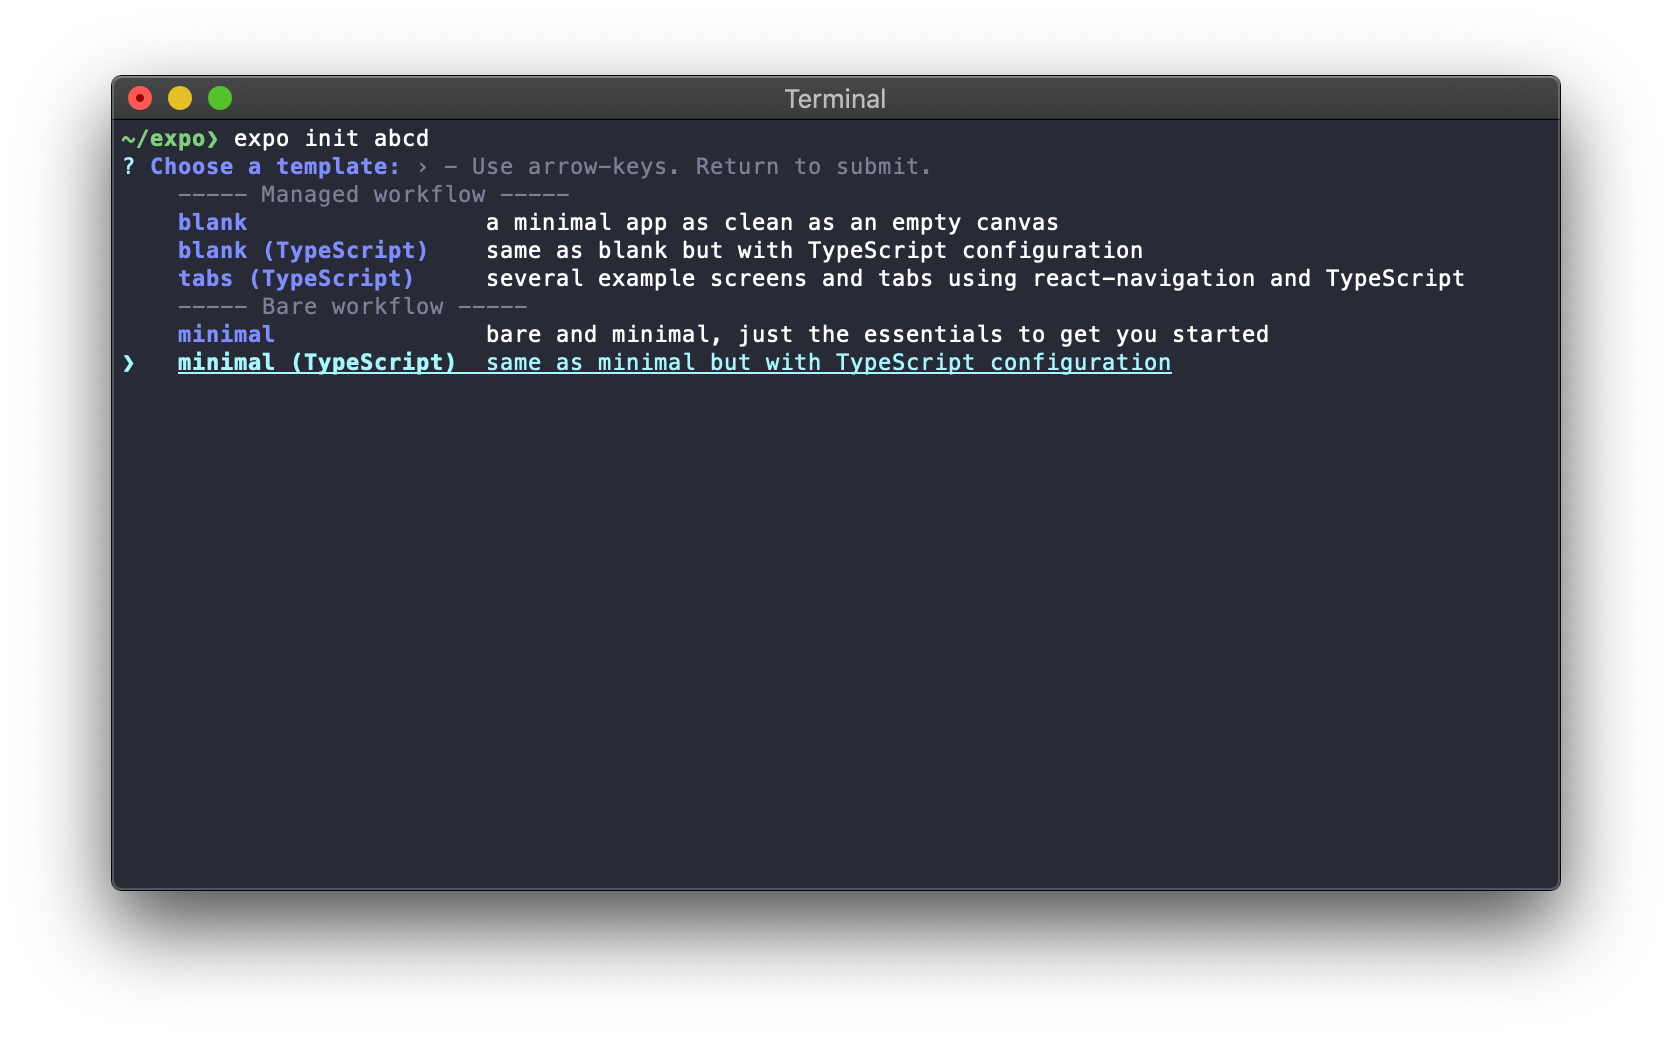 Terminal
~/expo❯ expo init abcd
? Choose a template: › - Use arrow-keys. Return to submit.
----- Managed workflow -----
blank a minimal app as clean as an empty canvas
blank (TypeScript) same as blank but with TypeScript configuration
tabs (TypeScript) several example screens and tabs using react-navigation and TypeScript
----- Bare workflow -----
minimal bare and minimal, just the essentials to get you started
❯ minimal (TypeScript) same as minimal but with TypeScript configuration